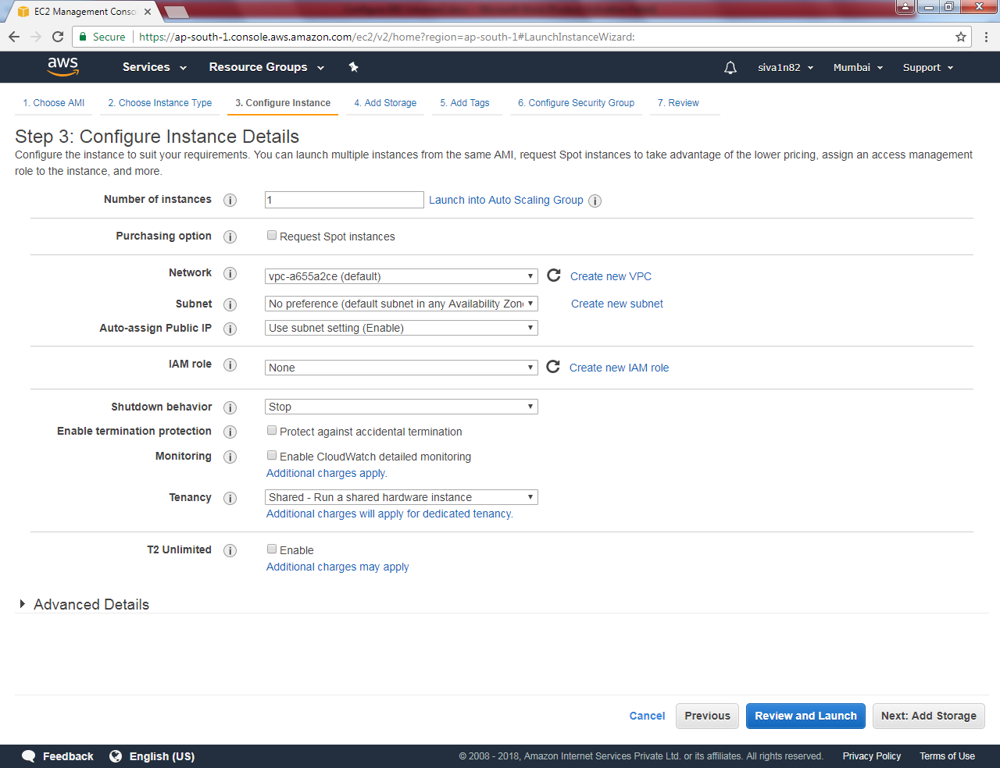 EC2 Management Conso
Secure https://ap-south-1.console.aws.amazon.com/ec2/v2/home?region=ap-south-1#LaunchInstanceWizard:
aws Services Resource Groups siva1n82 Mumbai Support
1. Choose AMI 2. Choose Instance Type 3. Configure Instance 4. Add Storage 5. Add Tags 6. Configure Security Group 7. Review
Step 3: Configure Instance Details
Configure the instance to suit your requirements. You can launch multiple instances from the same AMI, request Spot instances to take advantage of the lower pricing, assign an access management
role to the instance, and more.
Number of instances i 1 Launch into Auto Scaling Group i
Purchasing option i Request Spot instances
Network i vpc-a655a2ce (default) Create new VPC
Subnet i No preference (default subnet in any Availability Zon Create new subnet
Auto-assign Public IP i Use subnet setting (Enable)
IAM role i None Create new IAM role
Shutdown behavior i Stop
Enable termination protection i Protect against accidental termination
Monitoring i Enable CloudWatch detailed monitoring
Additional charges apply.
Tenancy i Shared - Run a shared hardware instance
Additional charges will apply for dedicated tenancy.
T2 Unlimited i Enable
Additional charges may apply
Advanced Details
Cancel Previous Review and Launch Next: Add Storage
Feedback English (US) © 2008 - 2018, Amazon Internet Services Private Ltd. or its affiliates. All rights reserved. Privacy Policy Terms of Use